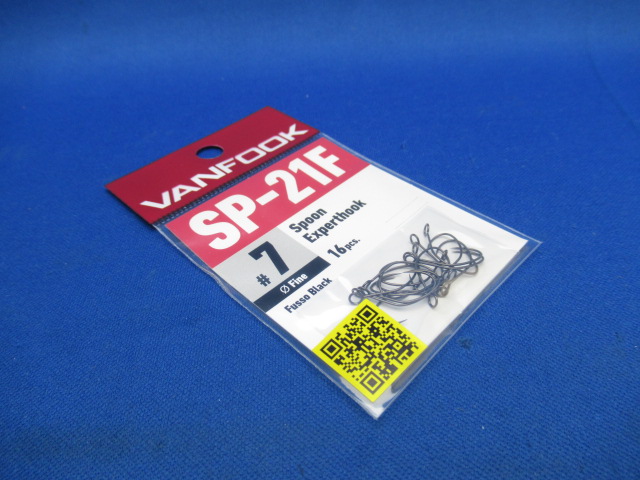 VANFOOK
SP-21F
#7
Spoon
Experthook
Ø Fine
16pcs.
Fusso Black